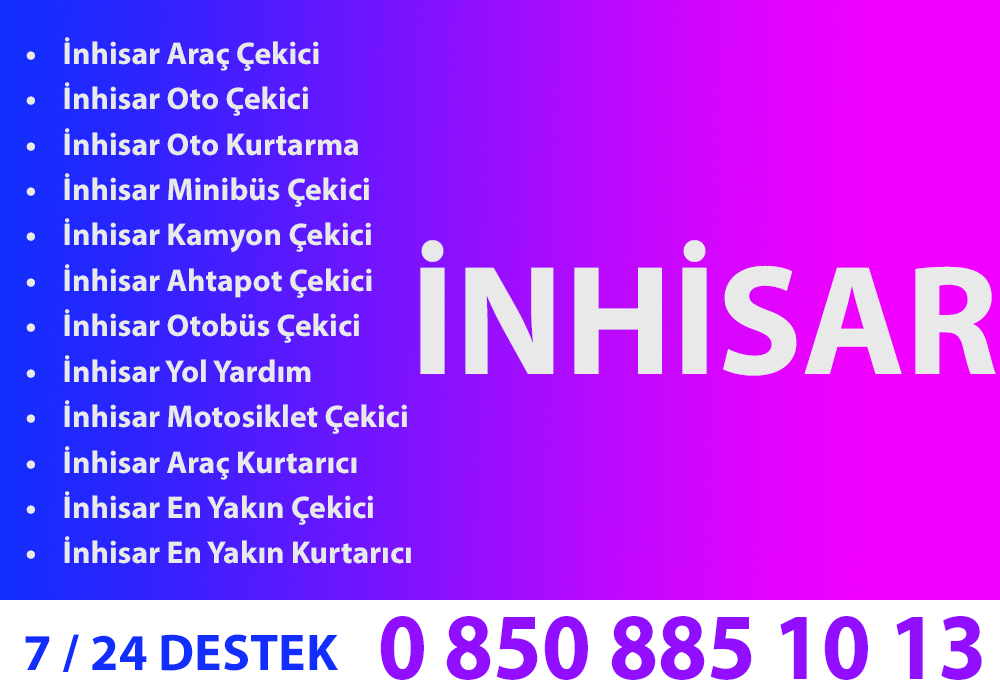 • İnhisar Araç Çekici
• İnhisar Oto Çekici
• İnhisar Oto Kurtarma
• İnhisar Minibüs Çekici
• İnhisar Kamyon Çekici
• İnhisar Ahtapot Çekici
• İnhisar Otobüs Çekici
• İnhisar Yol Yardım
• İnhisar Motosiklet Çekici
• İnhisar Araç Kurtarıcı
• İnhisar En Yakın Çekici
• İnhisar En Yakın Kurtarıcı
İNHİSAR
7 / 24 DESTEK 0 850 885 10 13